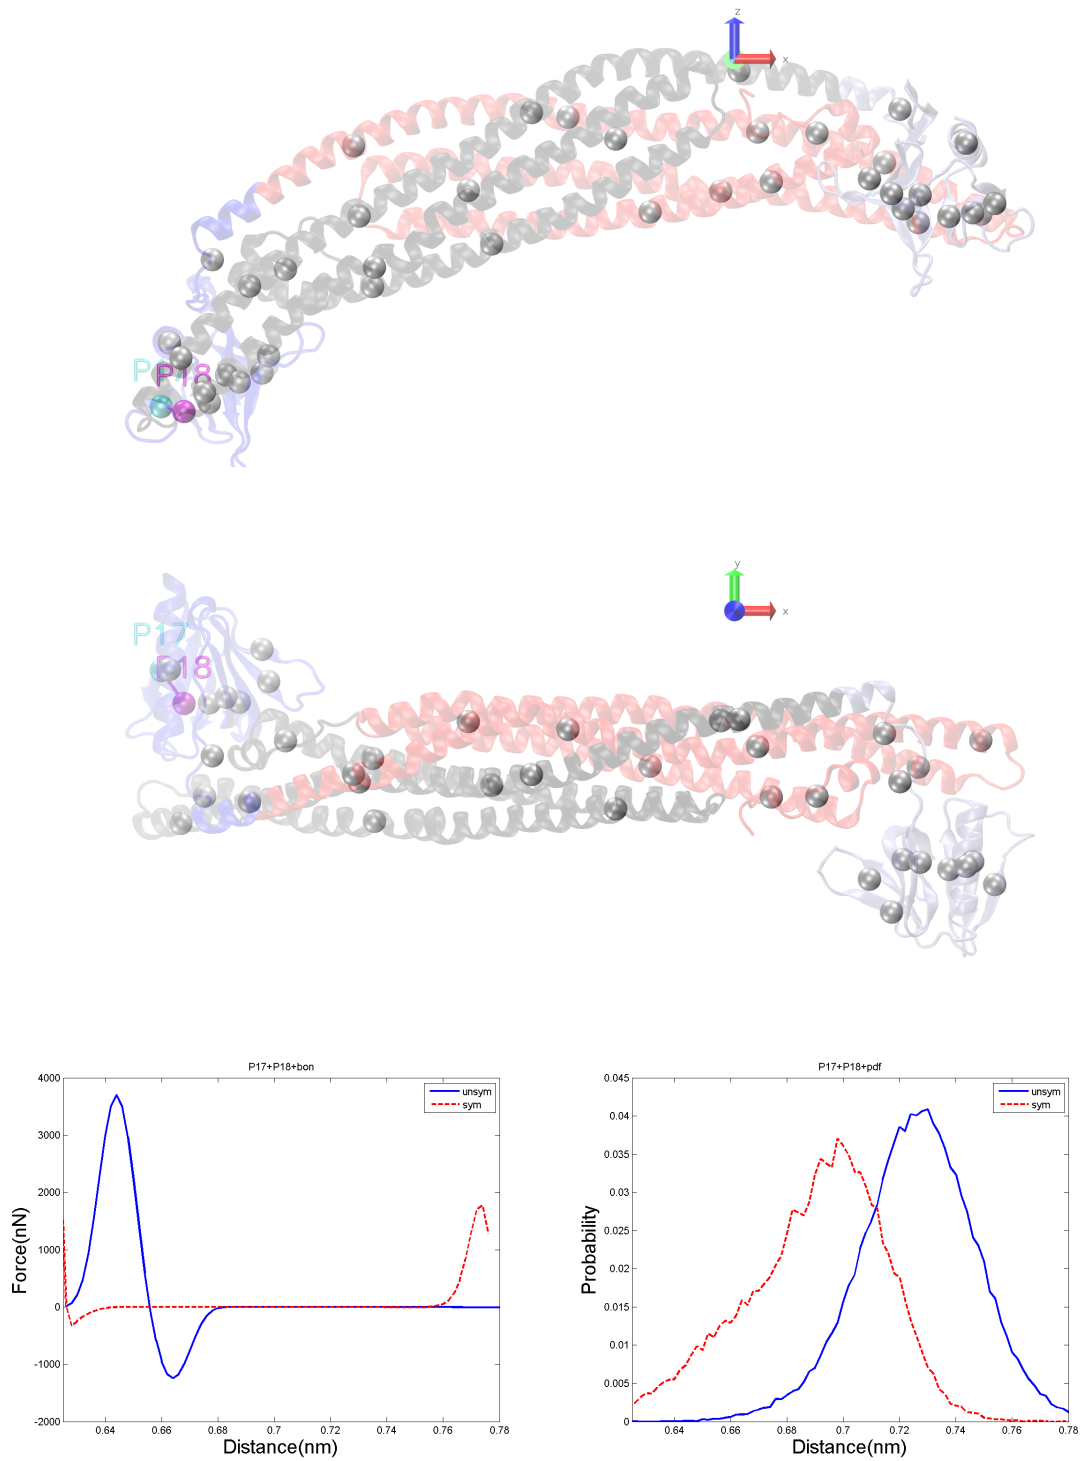 z
x
P17
P18
y
x
P17
P18
P17+P18+bon
4000
3000
2000
1000
0
-1000
-2000
0.64
0.66
0.68
0.7
0.72
0.74
0.76
0.78
Force(nN)
Distance(nm)
unsym
sym
P17+P18+pdf
0.045
0.04
0.035
0.03
0.025
0.02
0.015
0.01
0.005
0
0.64
0.66
0.68
0.7
0.72
0.74
0.76
0.78
Probability
Distance(nm)
unsym
sym